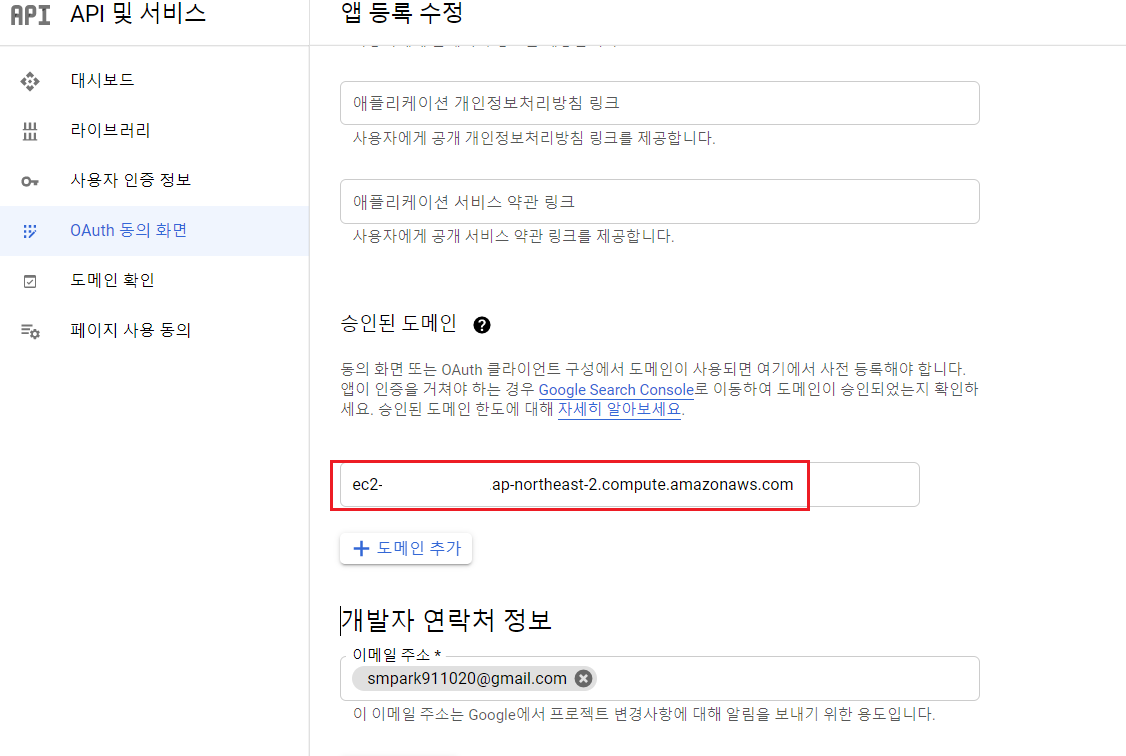 API API 및 서비스
앱 등록 수정
대시보드
라이브러리
사용자 인증 정보
OAuth 동의 화면
도메인 확인
페이지 사용 동의
애플리케이션 개인정보처리방침 링크
사용자에게 공개 개인정보처리방침 링크를 제공합니다.
애플리케이션 서비스 약관 링크
사용자에게 공개 서비스 약관 링크를 제공합니다.
승인된 도메인
동의 화면 또는 OAuth 클라이언트 구성에서 도메인이 사용되면 여기에서 사전 등록해야 합니다.
앱이 인증을 거쳐야 하는 경우 Google Search Console로 이동하여 도메인이 승인되었는지 확인하
세요. 승인된 도메인 한도에 대해 자세히 알아보세요.
ec2- .ap-northeast-2.compute.amazonaws.com
도메인 추가
개발자 연락처 정보
이메일 주소 *
smpark911020@gmail.com
이 이메일 주소는 Google에서 프로젝트 변경사항에 대해 알림을 보내기 위한 용도입니다.